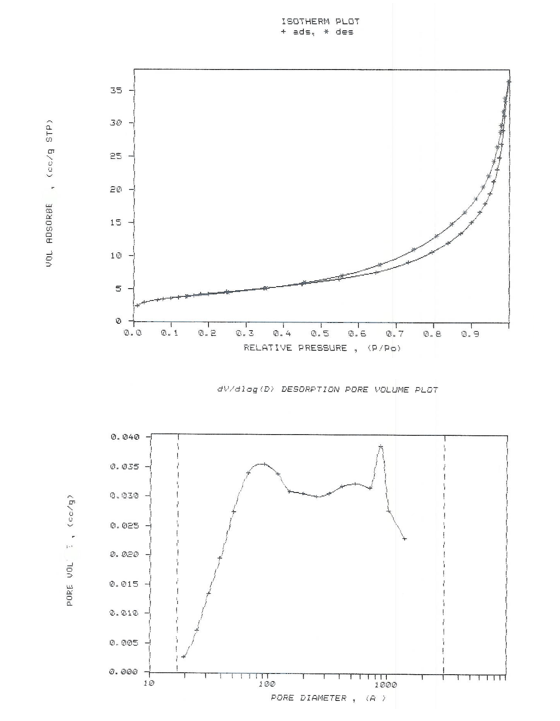 ISOTHERM PLOT
+ ads, * des
35
30
25
20
15
10
5
0
VOL ADSORBE , (cc/g STP)
0.0 0.1 0.2 0.3 0.4 0.5 0.6 0.7 0.8 0.9
RELATIVE PRESSURE , (P/Po)
dV/dlog(D) DESORPTION PORE VOLUME PLOT
0.040
0.035
0.030
0.025
0.020
0.015
0.010
0.005
0.000
PORE VOL , (cc/g)
10 100 1000
PORE DIAMETER , (A )